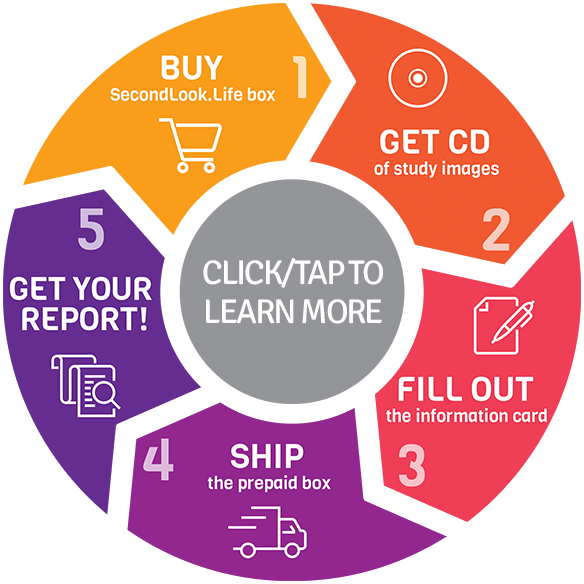 BUY
SecondLook.Life box
1
GET CD
of study images
2
FILL OUT
the information card
3
SHIP
the prepaid box
4
5
GET YOUR
REPORT!
CLICK/TAP TO
LEARN MORE